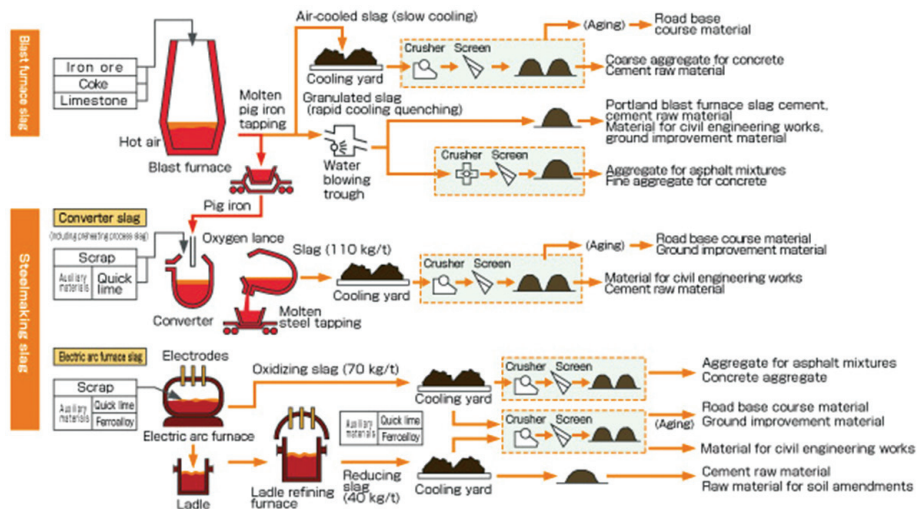 Blast furnace slag
Iron ore
Coke
Limestone
Hot air
Blast furnace
Molten
pig iron
tapping
Air-cooled slag (slow cooling)
Cooling yard
Crusher Screen
(Aging)
Road base
course material
Coarse aggregate for concrete
Cement raw material
Granulated slag
(rapid cooling quenching)
Water
blowing
trough
Portland blast furnace slag cement,
cement raw material
Material for civil engineering works,
ground improvement material
Crusher Screen
Aggregate for asphalt mixtures
Fine aggregate for concrete
Pig iron
Steelmaking slag
Converter slag
(including preheating process slag)
Scrap
Auxiliary
materials
Quick
lime
Oxygen lance
Converter
Slag (110 kg/t)
Molten
steel tapping
Cooling yard
Crusher Screen
(Aging)
Road base course material
Ground improvement material
Material for civil engineering works
Cement raw material
Electric arc furnace slag
Scrap
Auxiliary
materials
Quick lime
Ferroalloy
Electrodes
Electric arc furnace
Oxidizing slag (70 kg/t)
Cooling yard
Crusher Screen
Aggregate for asphalt mixtures
Concrete aggregate
Crusher Screen
Road base course material
(Aging) Ground improvement material
Material for civil engineering works
Ladle
Ladle refining
furnace
Auxiliary
materials
Quick lime
Ferroalloy
Reducing
slag
(40 kg/t)
Cooling yard
Cement raw material
Raw material for soil amendments